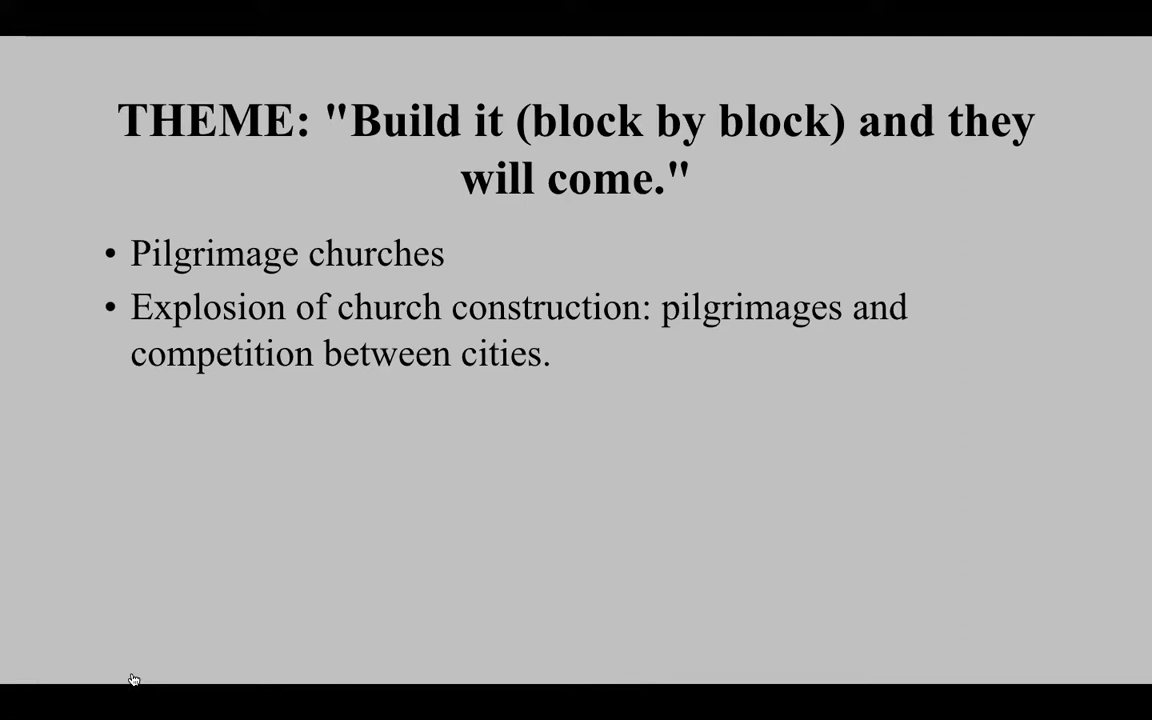 THEME: "Build it (block by block) and they
will come."
• Pilgrimage churches
• Explosion of church construction: pilgrimages and
competition between cities.